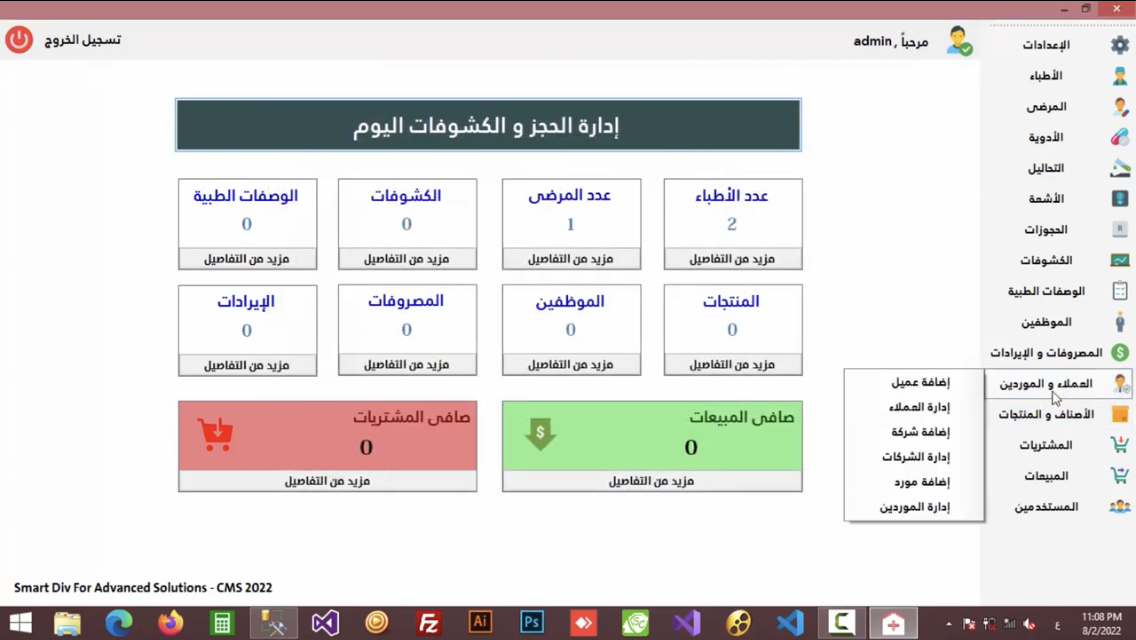 تسجيل الخروج
مرحباً , admin
إدارة الحجز و الكشوفات اليوم
عدد الأطباء
2
مزيد من التفاصيل
عدد المرضى
1
مزيد من التفاصيل
الكشوفات
0
مزيد من التفاصيل
الوصفات الطبية
0
مزيد من التفاصيل
المنتجات
0
مزيد من التفاصيل
الموظفين
0
مزيد من التفاصيل
المصروفات
0
مزيد من التفاصيل
الإيرادات
0
مزيد من التفاصيل
صافي المبيعات
0
مزيد من التفاصيل
صافي المشتريات
0
مزيد من التفاصيل
الإعدادات
الأطباء
المرضى
الأدوية
التحاليل
الأشعة
الحجوزات
الكشوفات
الوصفات الطبية
الموظفين
المصروفات و الإيرادات
العملاء و الموردين
الأصناف و المنتجات
المشتريات
المبيعات
المستخدمين
إضافة عميل
إدارة العملاء
إضافة شركة
إدارة الشركات
إضافة مورد
إدارة الموردين
Smart Div For Advanced Solutions - CMS 2022
Fz
Ai
Ps
C
ع
11:08 PM
8/2/2022